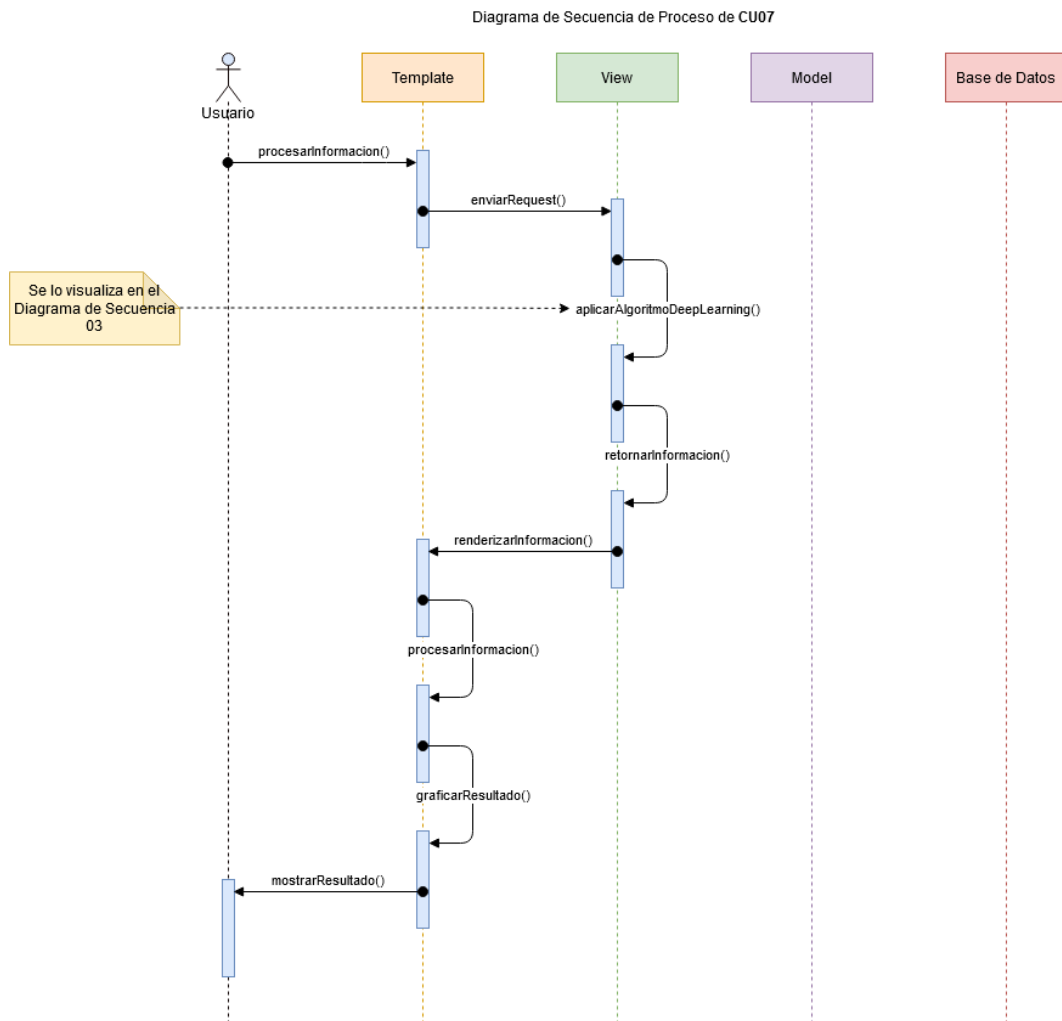 Diagrama de Secuencia de Proceso de CU07
Template
View
Model
Base de Datos
Usuario
procesarInformacion()
enviarRequest()
Se lo visualiza en el
Diagrama de Secuencia
03
aplicarAlgoritmoDeepLearning()
retornarInformacion()
renderizarInformacion()
procesarInformacion()
graficarResultado()
mostrarResultado()